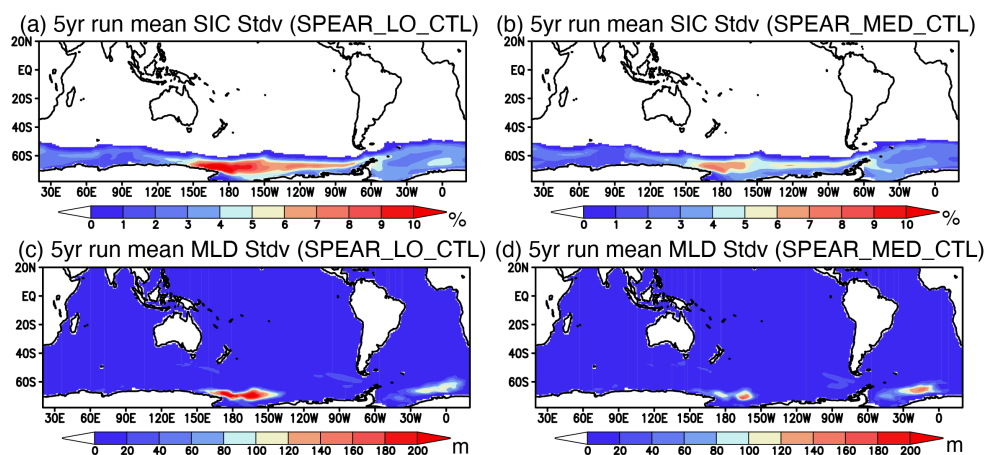 (a) 5yr run mean SIC Stdv (SPEAR_LO_CTL)
20N
EQ
20S
40S
60S
30E 60E 90E 120E 150E 180 150W 120W 90W 60W 30W 0
0 1 2 3 4 5 6 7 8 9 10 %
(b) 5yr run mean SIC Stdv (SPEAR_MED_CTL)
20N
EQ
20S
40S
60S
30E 60E 90E 120E 150E 180 150W 120W 90W 60W 30W 0
0 1 2 3 4 5 6 7 8 9 10 %
(c) 5yr run mean MLD Stdv (SPEAR_LO_CTL)
20N
EQ
20S
40S
60S
30E 60E 90E 120E 150E 180 150W 120W 90W 60W 30W 0
0 20 40 60 80 100 120 140 160 180 200 m
(d) 5yr run mean MLD Stdv (SPEAR_MED_CTL)
20N
EQ
20S
40S
60S
30E 60E 90E 120E 150E 180 150W 120W 90W 60W 30W 0
0 20 40 60 80 100 120 140 160 180 200 m